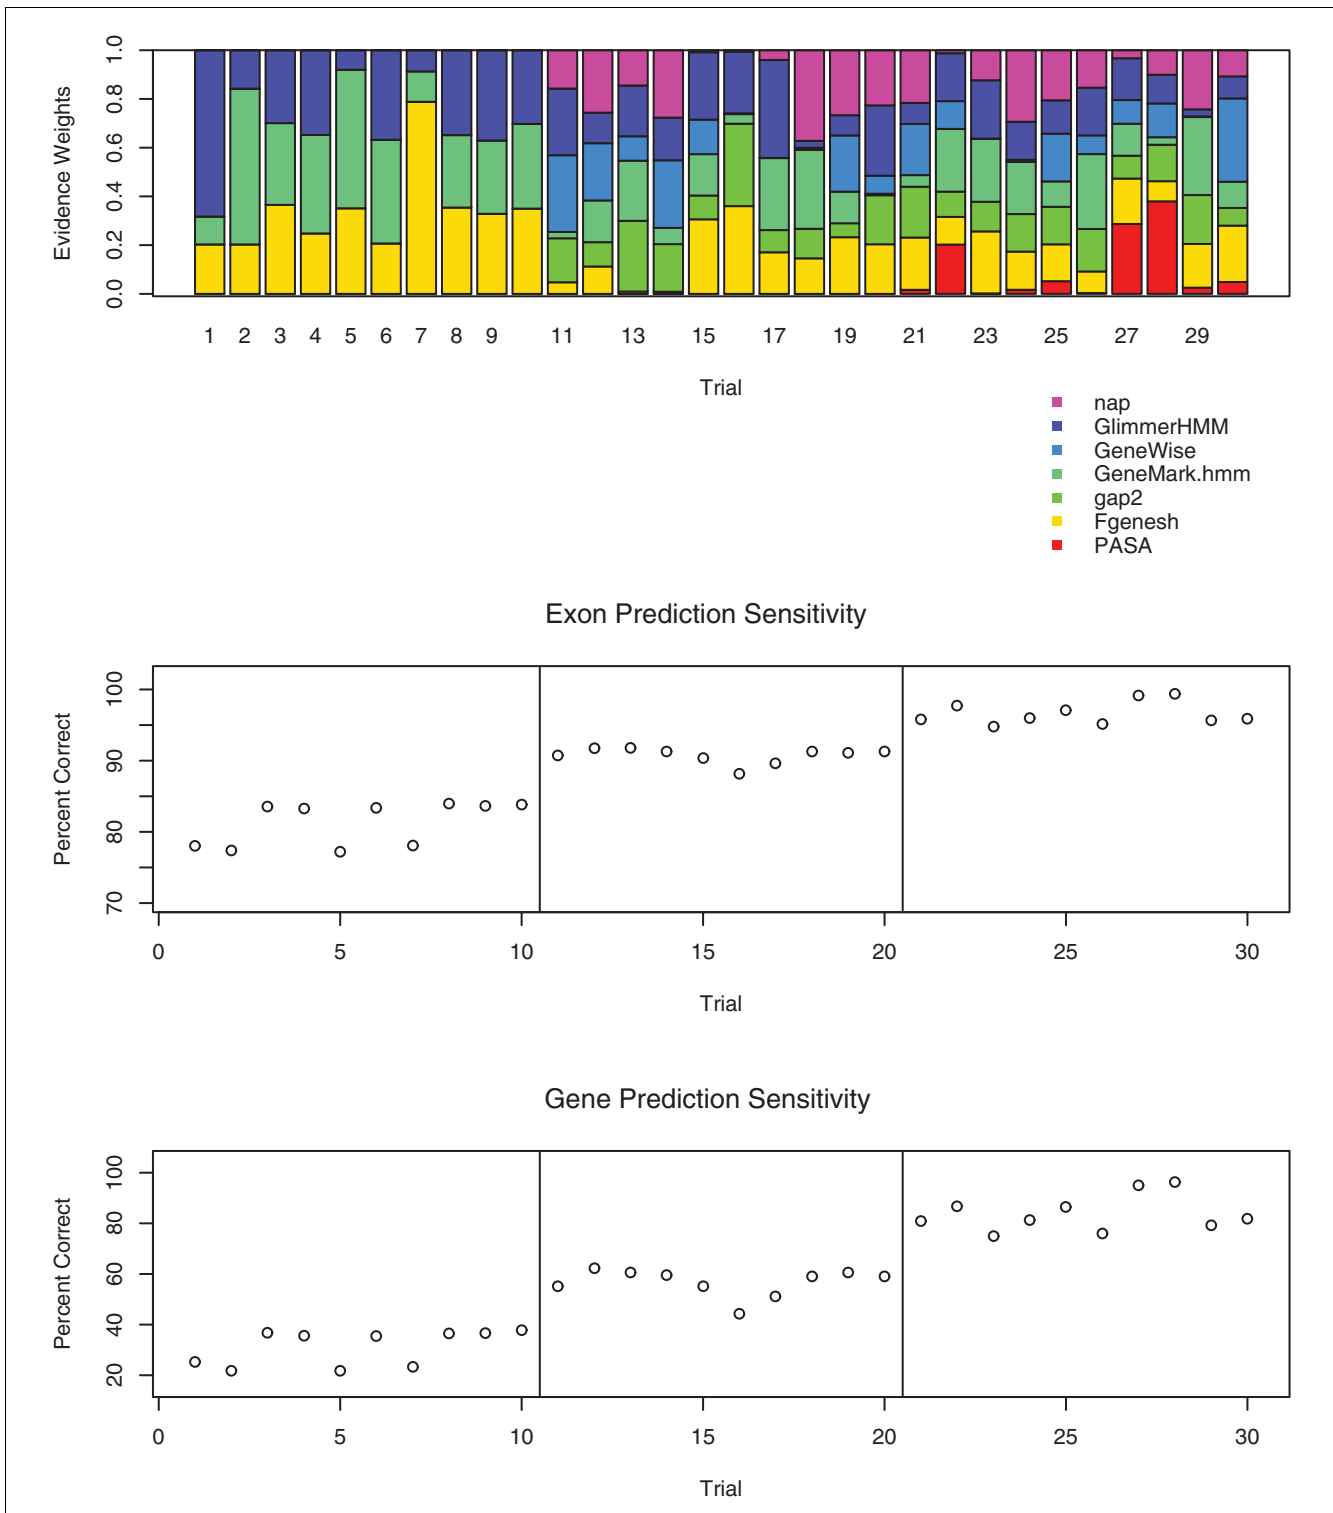 1.0
0.8
0.6
0.4
0.2
0.0
Evidence Weights
1 2 3 4 5 6 7 8 9 11 13 15 17 19 21 23 25 27 29
Trial
nap
GlimmerHMM
GeneWise
GeneMark.hmm
gap2
Fgenesh
PASA
Exon Prediction Sensitivity
100
90
80
70
Percent Correct
0 5 10 15 20 25 30
Trial
Gene Prediction Sensitivity
100
80
60
40
20
Percent Correct
0 5 10 15 20 25 30
Trial